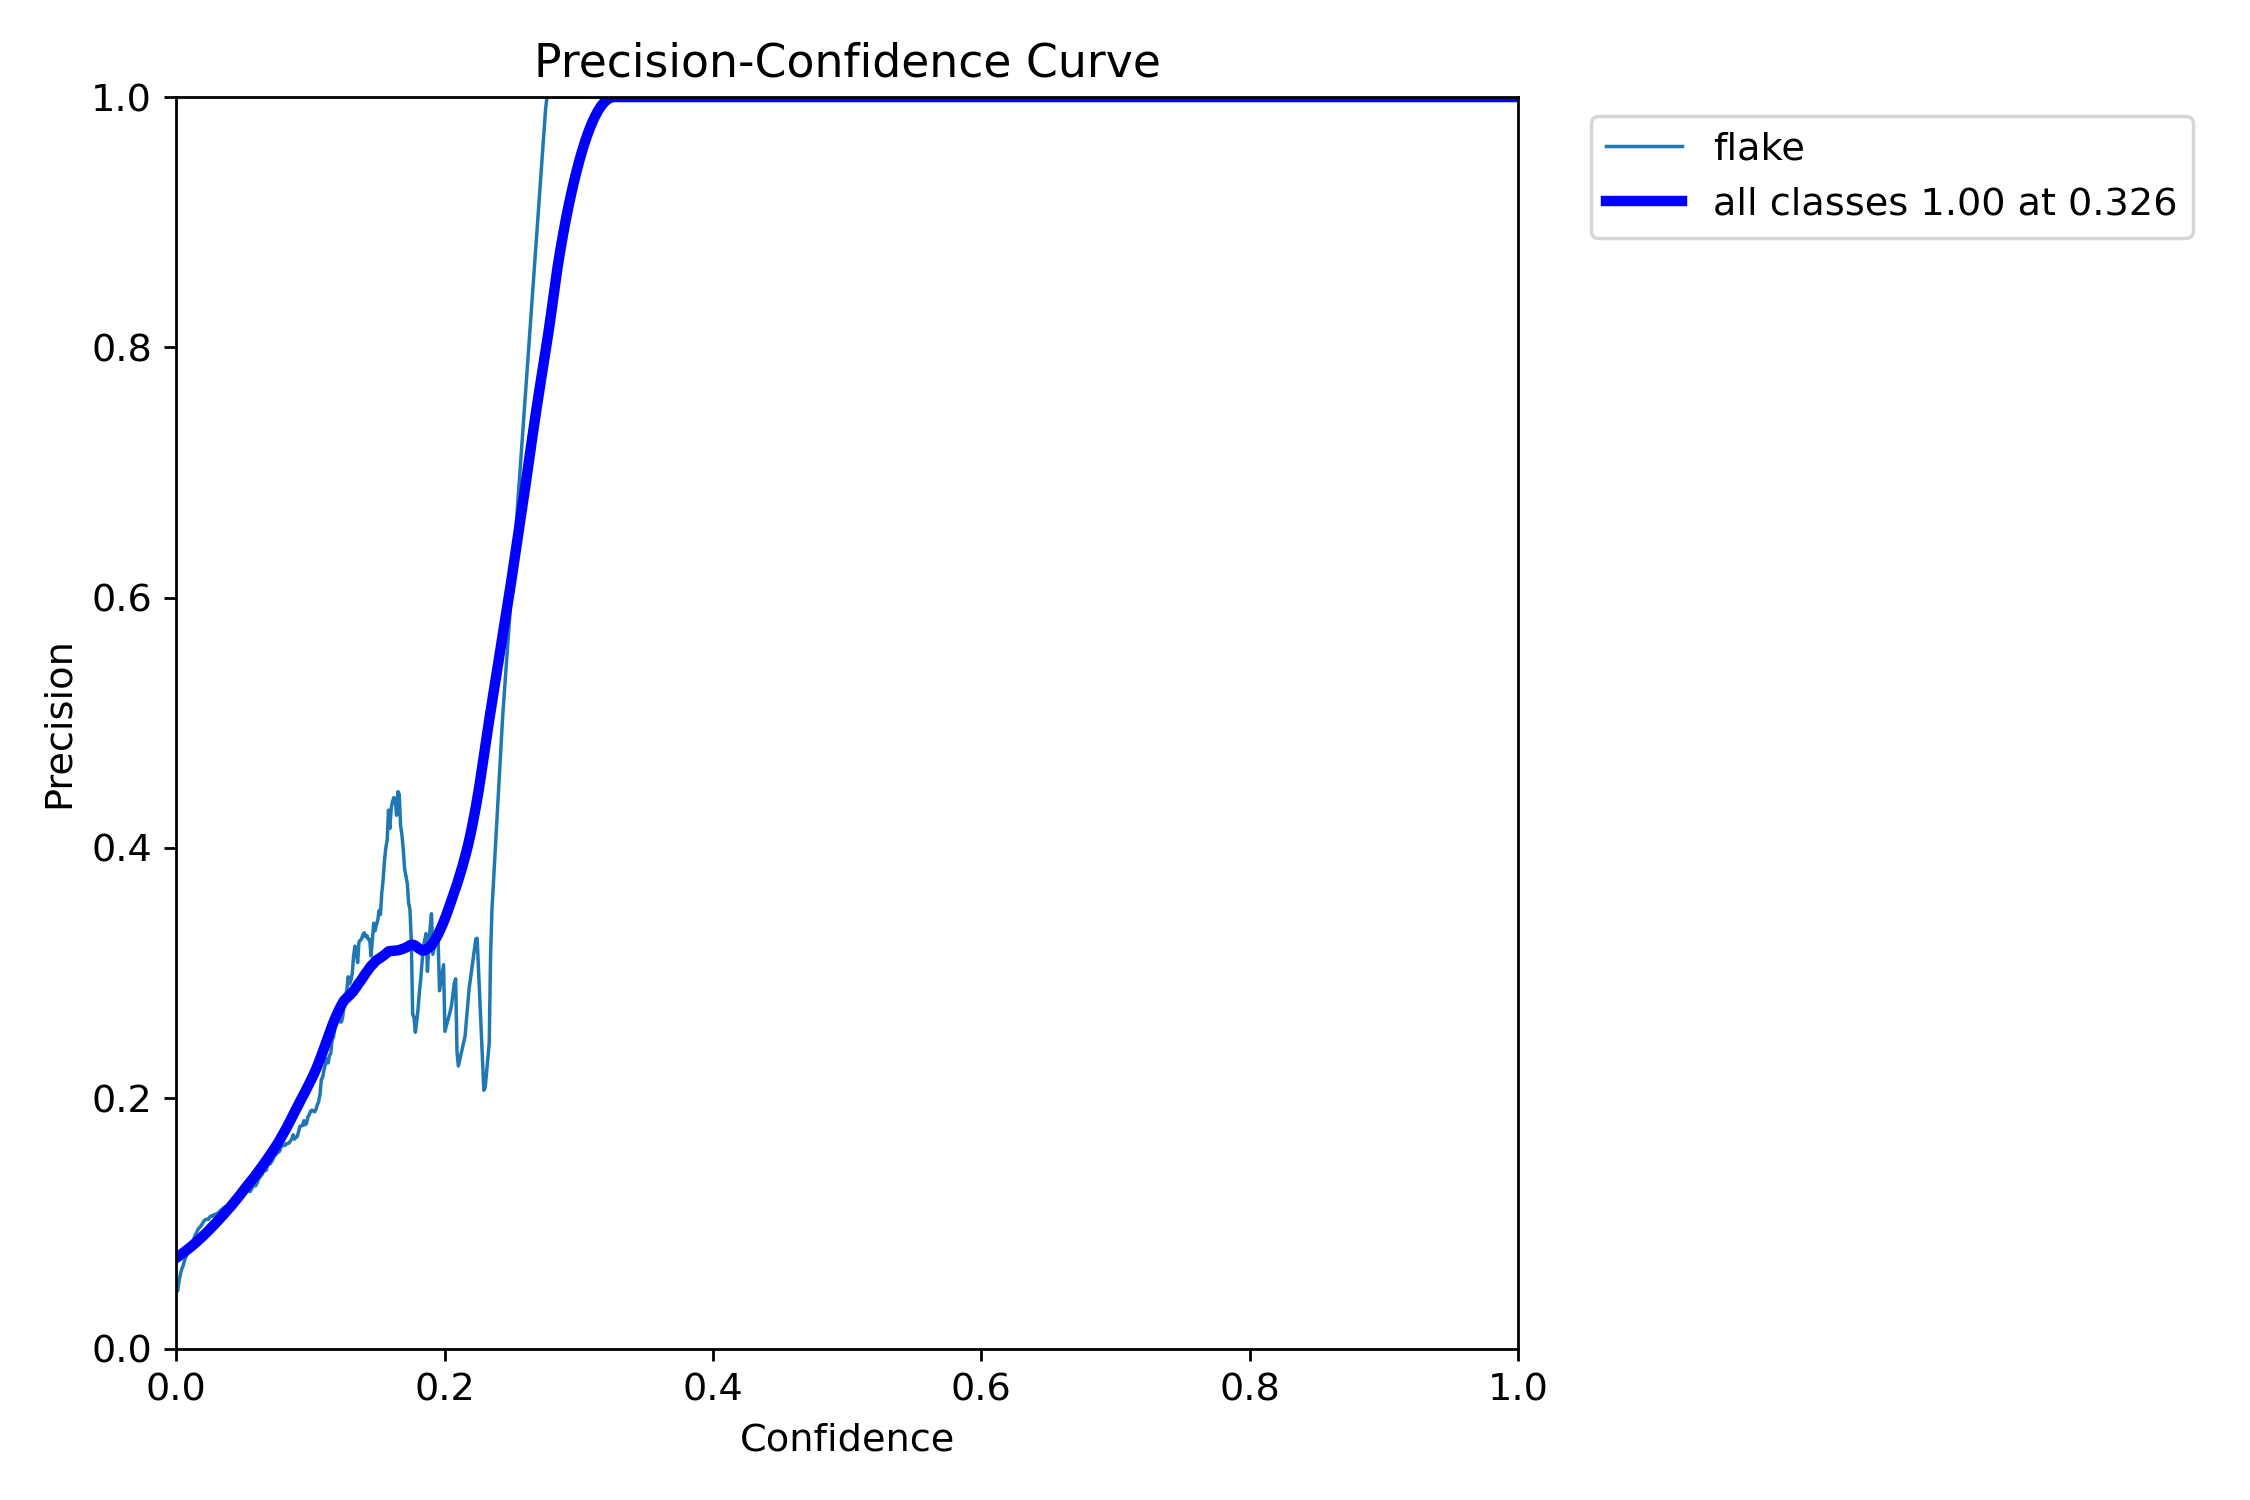 Precision-Confidence Curve
flake
all classes 1.00 at 0.326
1.0
0.8
0.6
0.4
0.2
0.0
Precision
0.0 0.2 0.4 0.6 0.8 1.0
Confidence